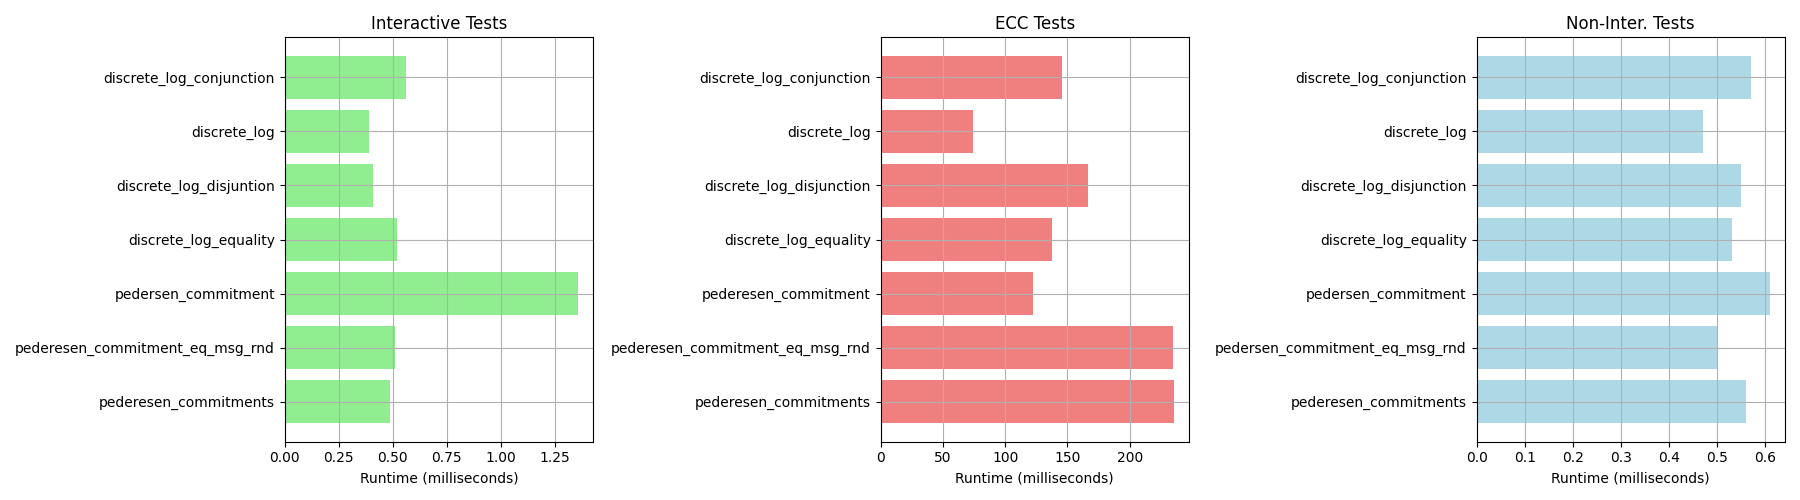 Interactive Tests
discrete_log_conjunction
discrete_log
discrete_log_disjuntion
discrete_log_equality
pedersen_commitment
pederesen_commitment_eq_msg_rnd
pederesen_commitments
0.00 0.25 0.50 0.75 1.00 1.25
Runtime (milliseconds)
ECC Tests
discrete_log_conjunction
discrete_log
discrete_log_disjunction
discrete_log_equality
pederesen_commitment
pederesen_commitment_eq_msg_rnd
pederesen_commitments
0 50 100 150 200
Runtime (milliseconds)
Non-Inter. Tests
discrete_log_conjunction
discrete_log
discrete_log_disjunction
discrete_log_equality
pedersen_commitment
pedersen_commitment_eq_msg_rnd
pederesen_commitments
0.0 0.1 0.2 0.3 0.4 0.5 0.6
Runtime (milliseconds)